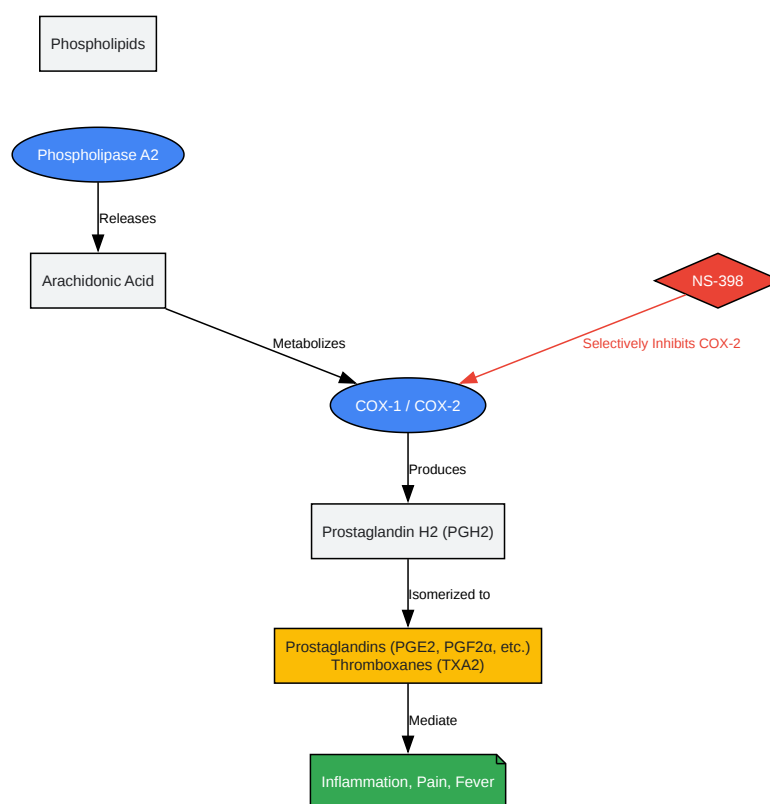 Phospholipids
Phospholipase A2
Releases
Arachidonic Acid
NS-398
Metabolizes
Selectively Inhibits COX-2
COX-1 / COX-2
Produces
Prostaglandin H2 (PGH2)
Isomerized to
Prostaglandins (PGE2, PGF2α, etc.)
Thromboxanes (TXA2)
Mediate
Inflammation, Pain, Fever